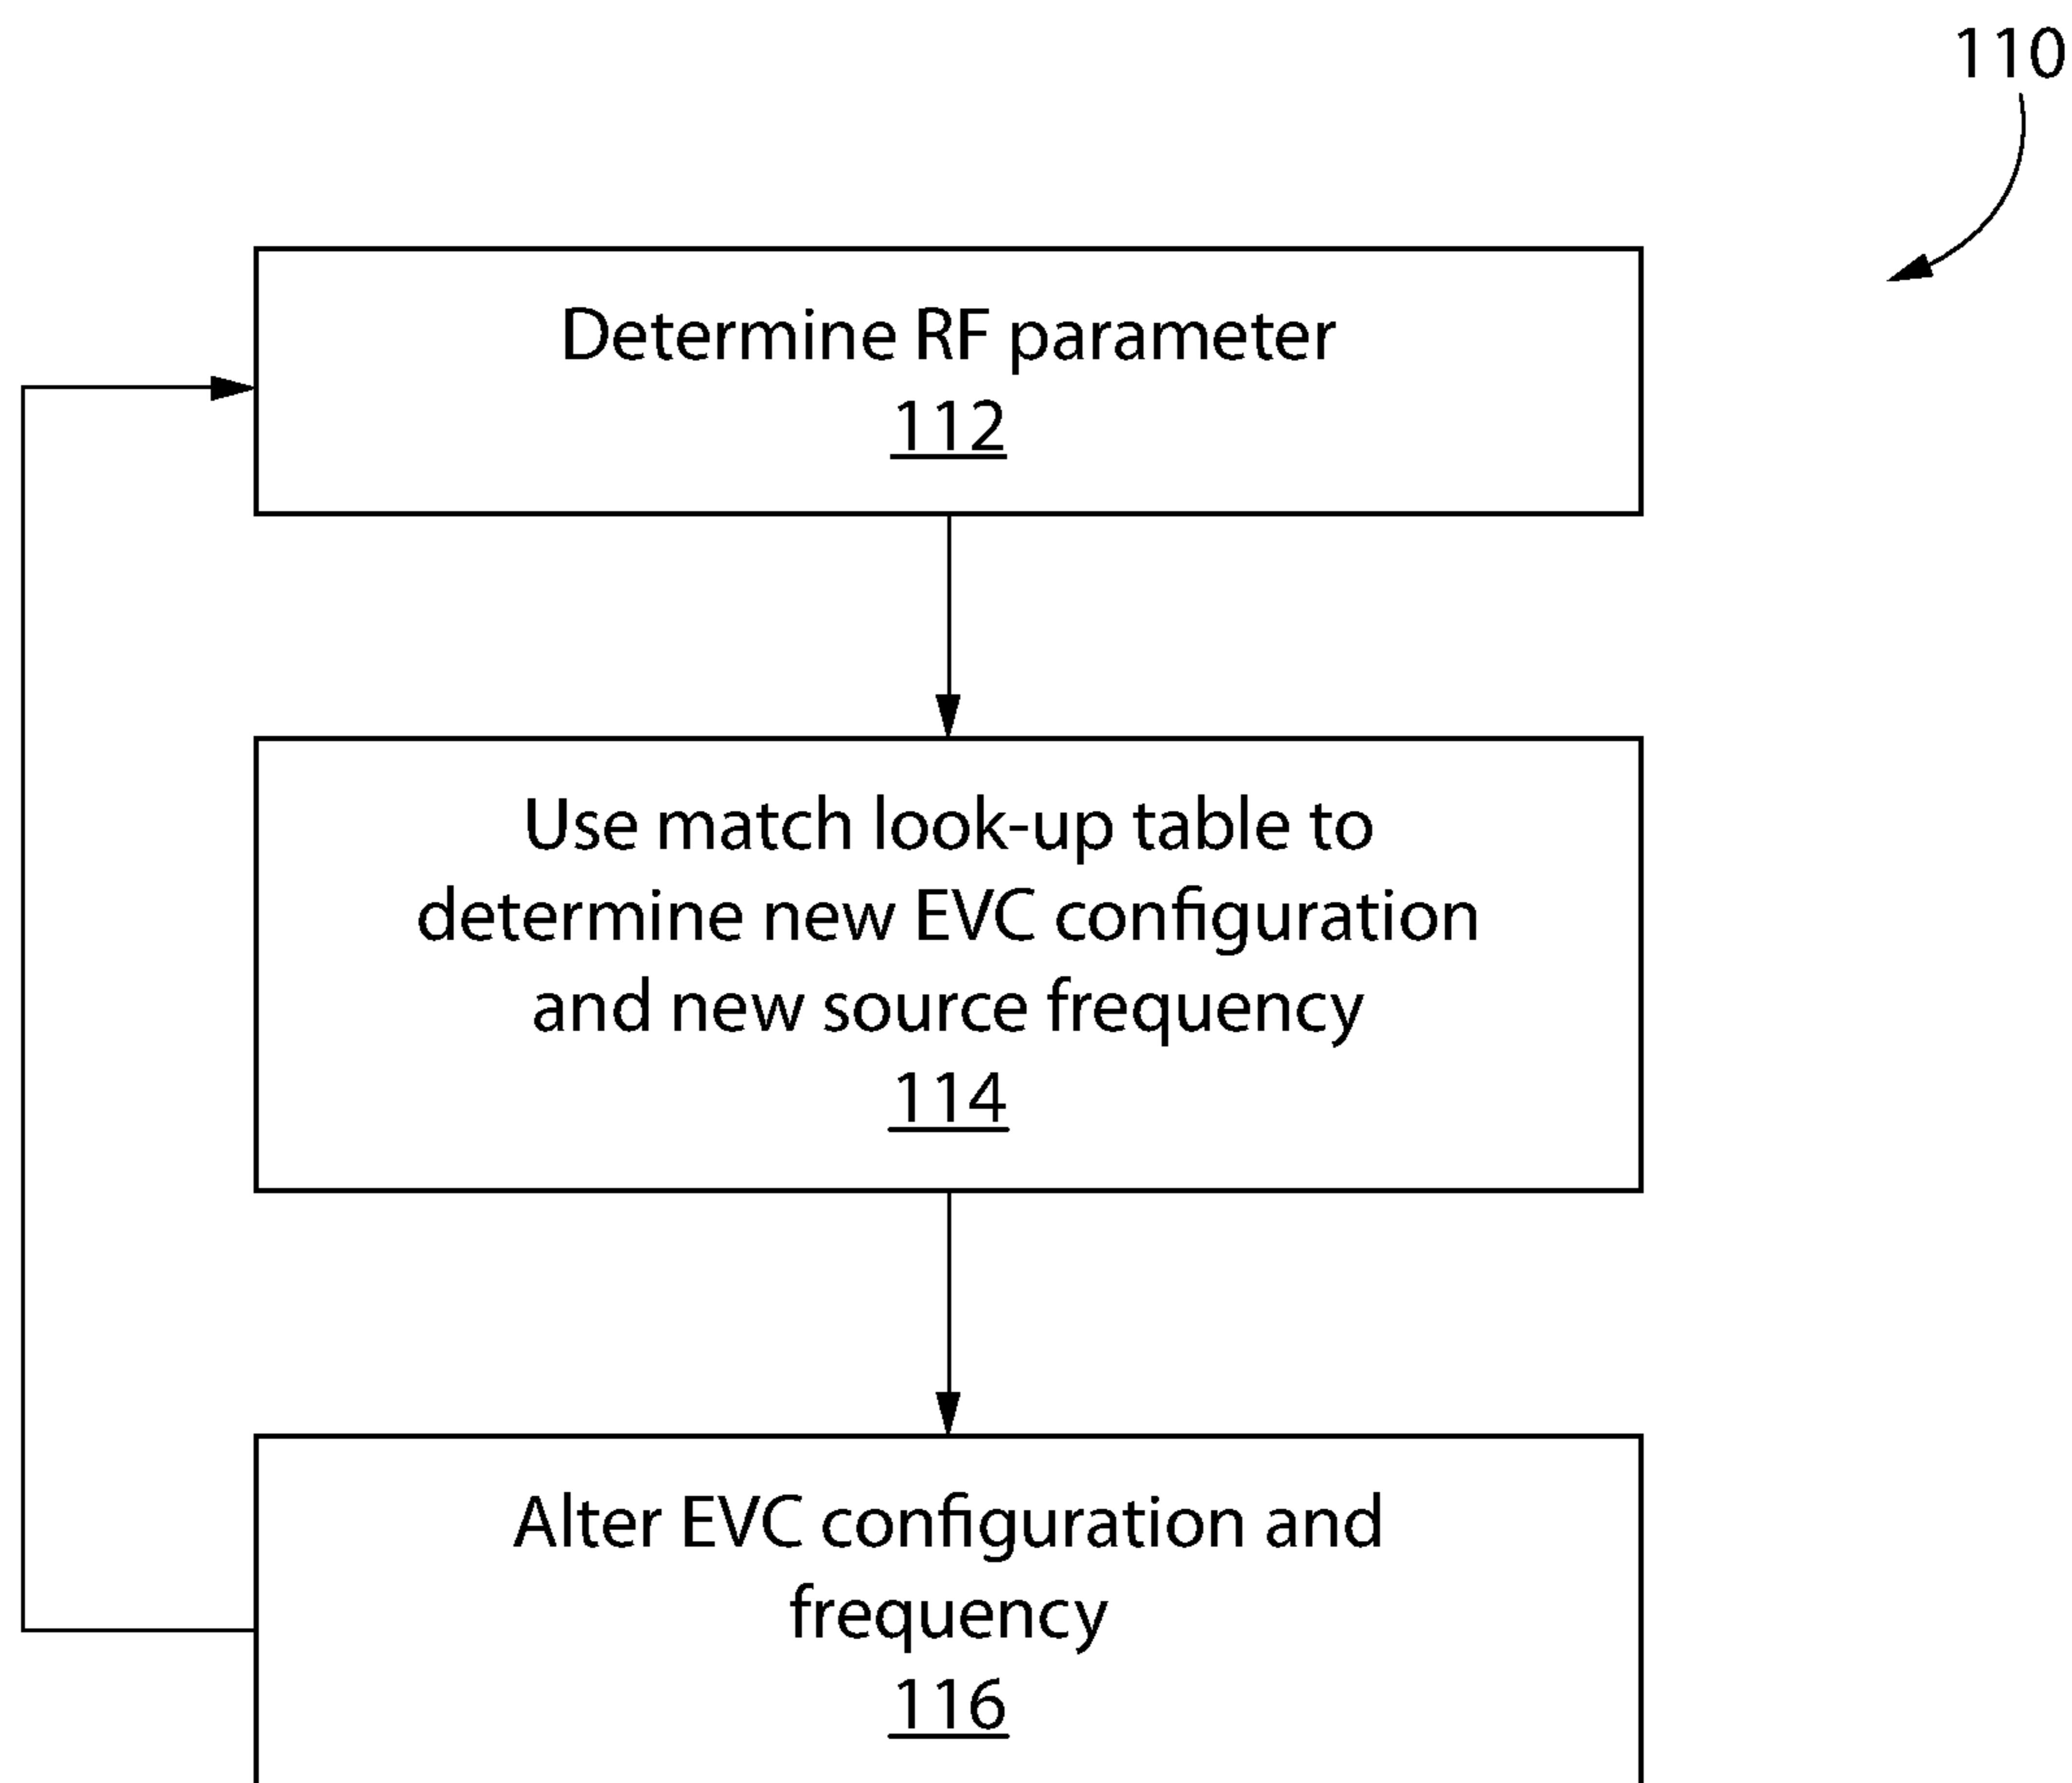 110
Determine RF parameter
112
Use match look-up table to
determine new EVC configuration
and new source frequency
114
Alter EVC configuration and
frequency
116